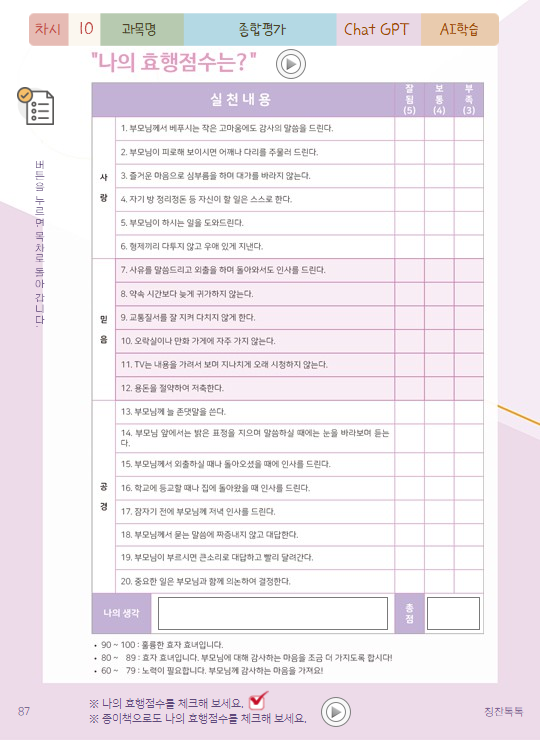 차시
10
과목명
종합평가
Chat GPT
AI학습
"나의 효행점수는?"
실 천 내 용
잘
됨
(5)
보
통
(4)
부
족
(3)
버튼을 누르면 목차로 돌아 갑니다.
사
랑
1. 부모님께서 베푸시는 작은 고마움에도 감사의 말씀을 드린다.
2. 부모님이 피로해 보이시면 어깨나 다리를 주물러 드린다.
3. 즐거운 마음으로 심부름을 하며 대가를 바라지 않는다.
4. 자기 방 정리정돈 등 자신이 할 일은 스스로 한다.
5. 부모님이 하시는 일을 도와드린다.
6. 형제끼리 다투지 않고 우애 있게 지낸다.
믿
음
7. 사유를 말씀드리고 외출을 하며 돌아와서도 인사를 드린다.
8. 약속 시간보다 늦게 귀가하지 않는다.
9. 교통질서를 잘 지켜 다치지 않게 한다.
10. 오락실이나 만화 가게에 자주 가지 않는다.
11. TV는 내용을 가려서 보며 지나치게 오래 시청하지 않는다.
12. 용돈을 절약하여 저축한다.
공
경
13. 부모님께 늘 존댓말을 쓴다.
14. 부모님 앞에서는 밝은 표정을 지으며 말씀하실 때에는 눈을 바라보며 듣는
다.
15. 부모님께서 외출하실 때나 돌아오셨을 때에 인사를 드린다.
16. 학교에 등교할 때나 집에 돌아왔을 때 인사를 드린다.
17. 잠자기 전에 부모님께 저녁 인사를 드린다.
18. 부모님께서 묻는 말씀에 짜증내지 않고 대답한다.
19. 부모님이 부르시면 큰소리로 대답하고 빨리 달려간다.
20. 중요한 일은 부모님과 함께 의논하여 결정한다.
나의 생각
총
점
• 90 ~ 100 : 훌륭한 효자 효녀입니다.
• 80 ~ 89 : 효자 효녀입니다. 부모님에 대해 감사하는 마음을 조금 더 가지도록 합시다!
• 60 ~ 79 : 노력이 필요합니다. 부모님께 감사하는 마음을 가져요!
※ 나의 효행점수를 체크해 보세요.
※ 종이책으로도 나의 효행점수를 체크해 보세요.
87
칭찬톡톡